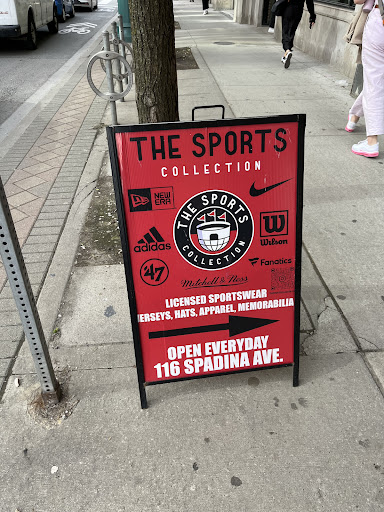 THE SPORTS
COLLECTION
NEW
ERA
THE SPORTS
COLLECTION
adidas
Wilson
'47
Fanatics
Mitchell & Ness
LICENSED SPORTSWEAR
JERSEYS, HATS, APPAREL, MEMORABILIA
OPEN EVERYDAY
116 SPADINA AVE.